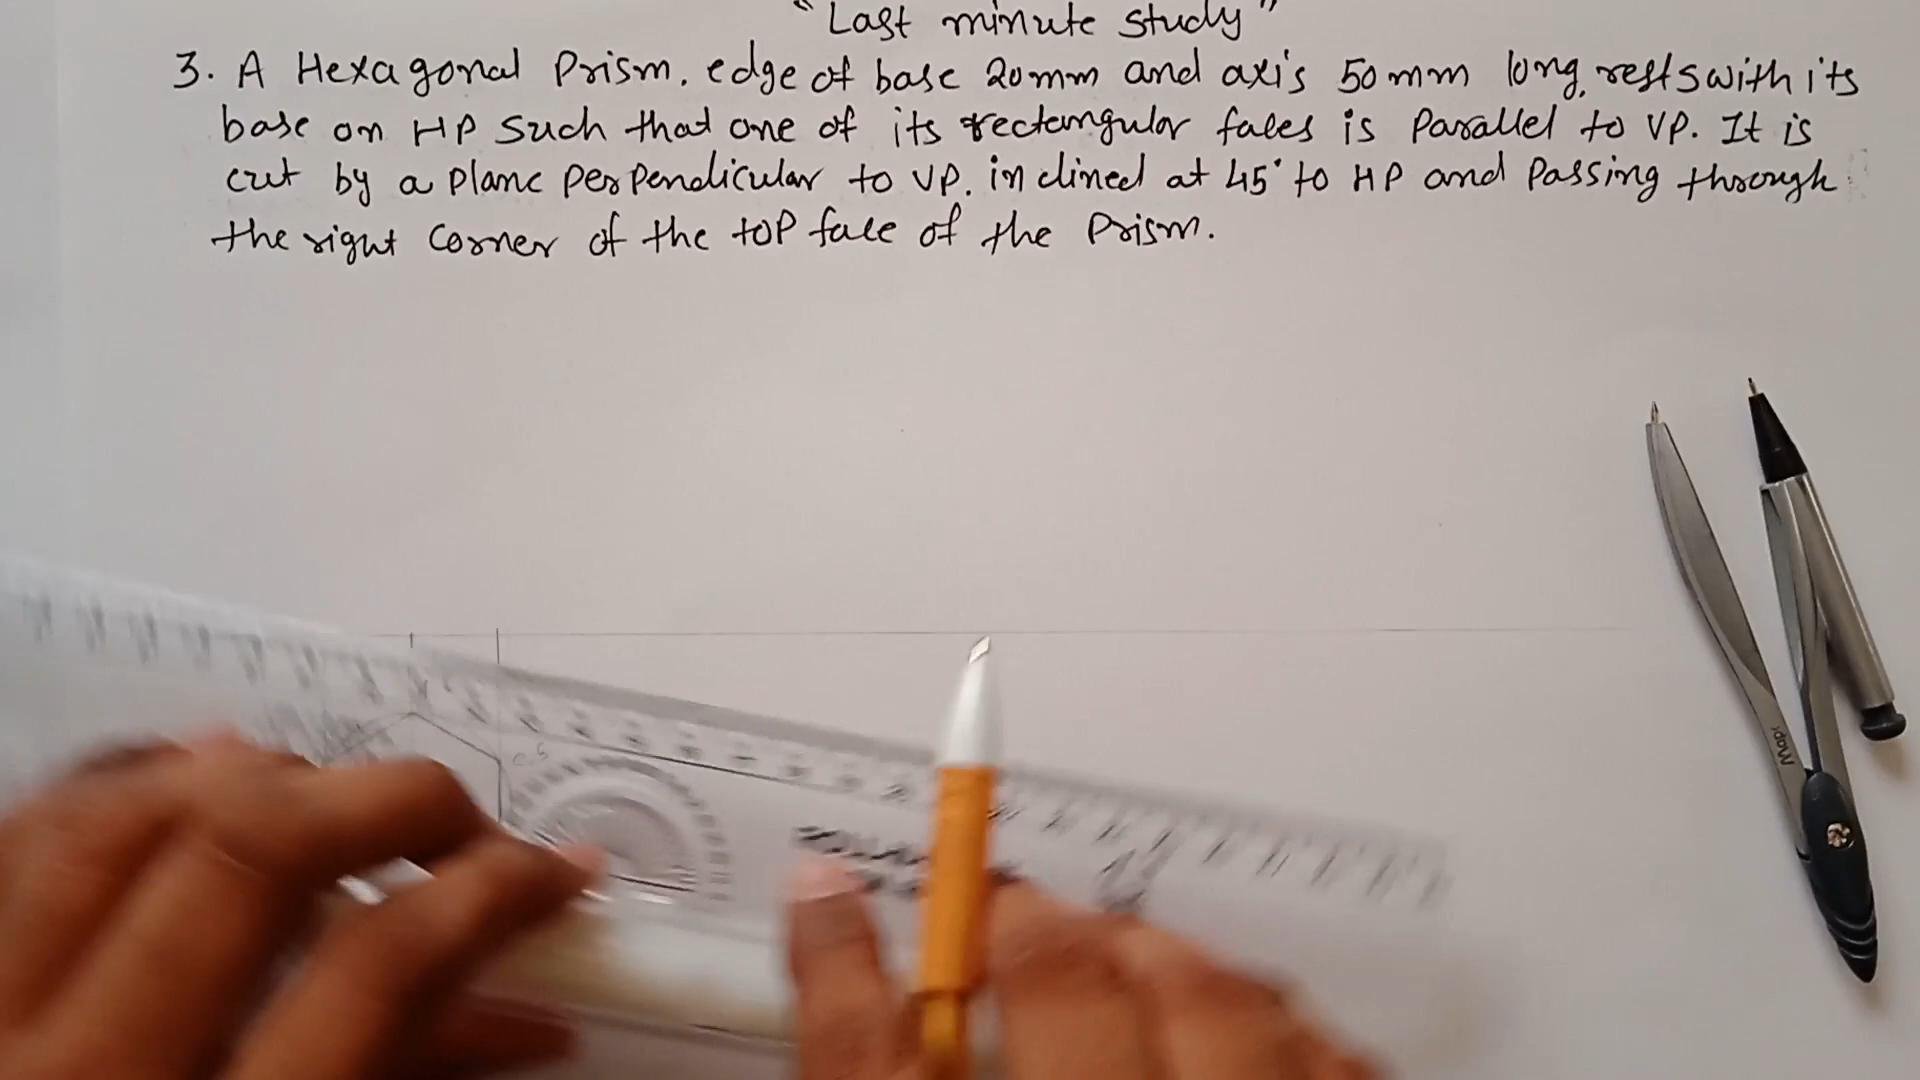 "Last minute study"
3. A Hexagonal Prism, edge of base 20mm and axis 50mm long, rests with its
base on HP such that one of its rectangular faces is Parallel to VP. It is
cut by a plane perpendicular to VP, inclined at 45° to HP and passing through
the right corner of the top face of the Prism.
Mapr
c.5